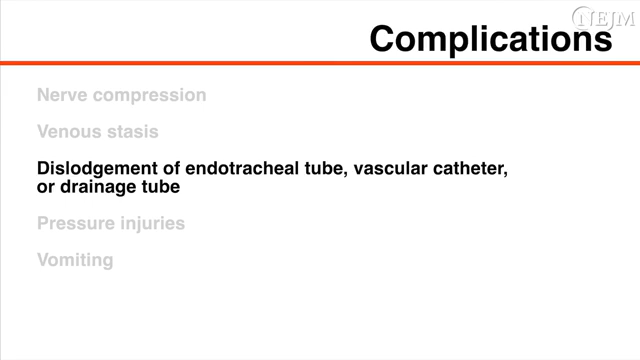 NEJM
Complications
Nerve compression
Venous stasis
Dislodgement of endotracheal tube, vascular catheter,
or drainage tube
Pressure injuries
Vomiting